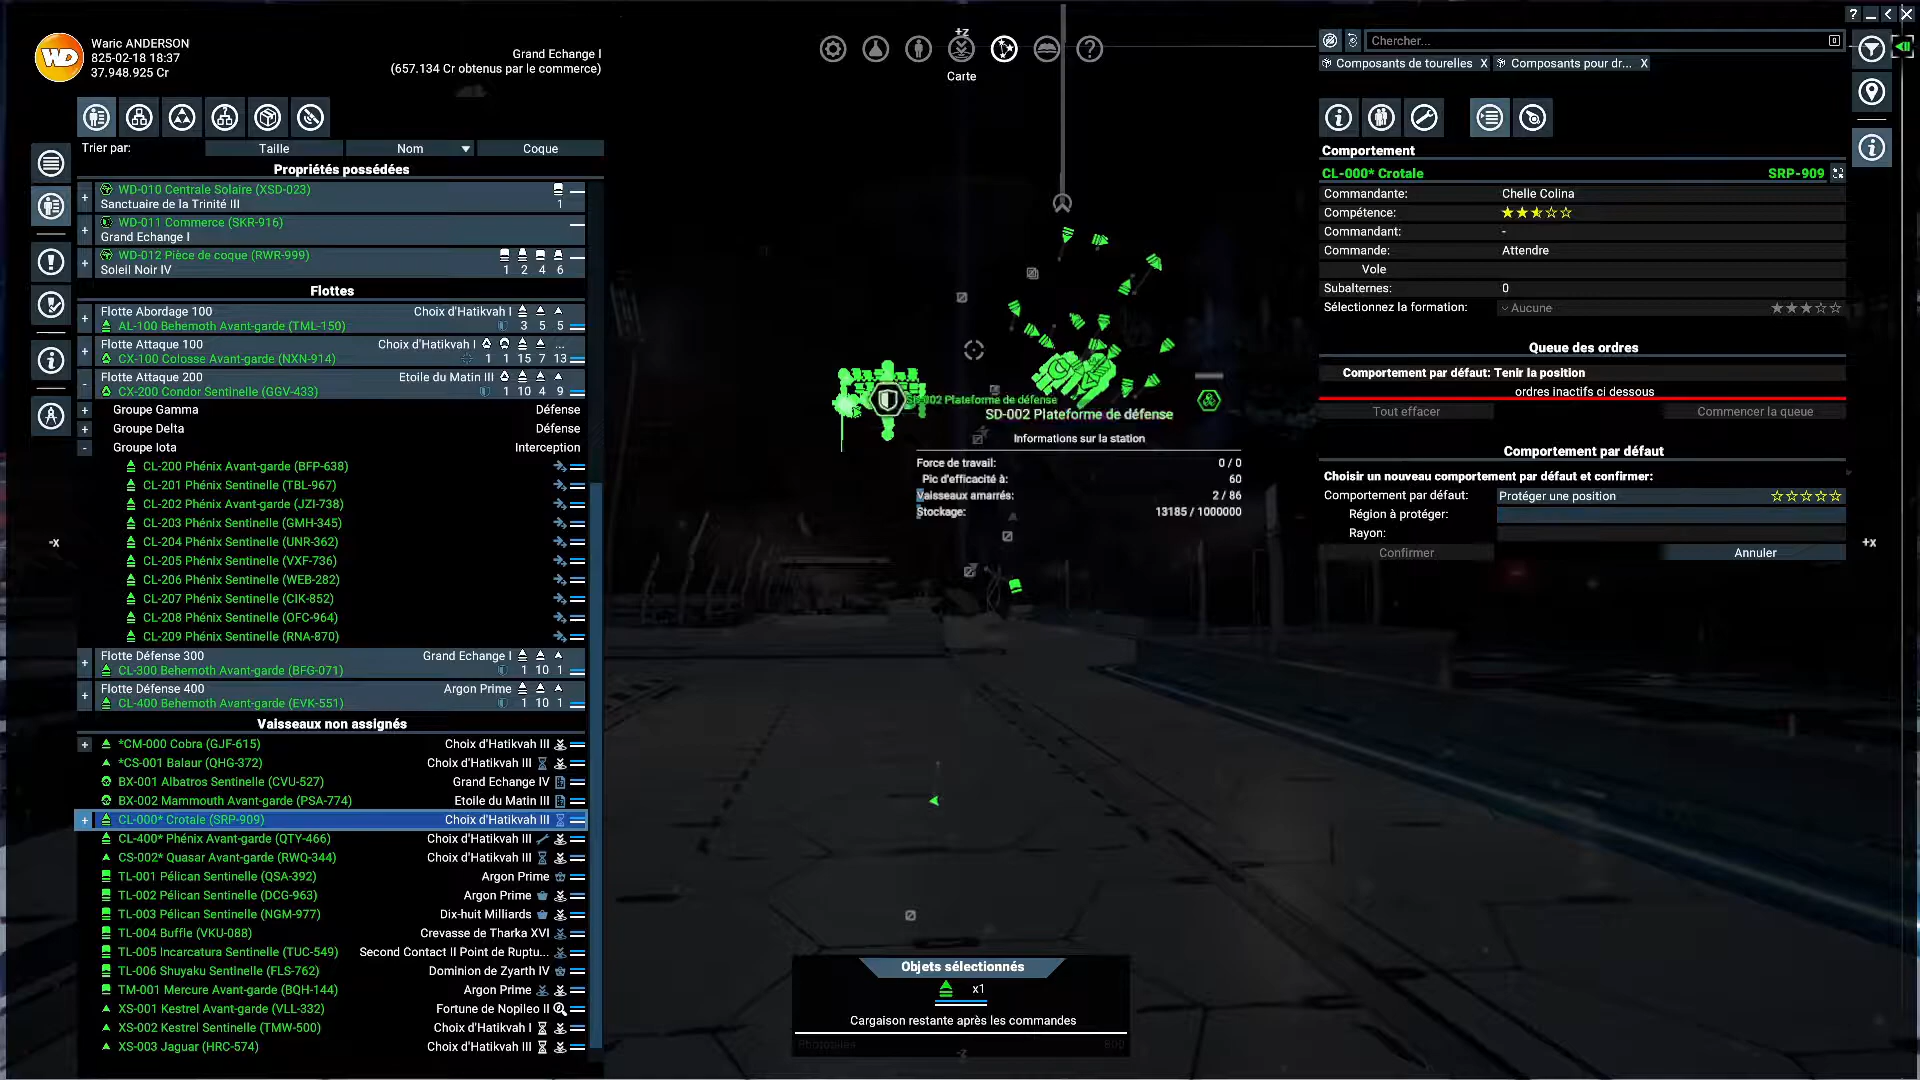 Waric ANDERSON
825-02-18 18:37
37.948.925 Cr
Grand Echange I
(657.134 Cr obtenus par le commerce)
Trier par:
Taille
Nom
Coque
Propriétés possédées
+ WD-010 Centrale Solaire (XSD-023)
Sanctuaire de la Trinité III 1
+ WD-011 Commerce (SKR-916)
Grand Echange I
+ WD-012 Pièce de coque (RWR-999)
Soleil Noir IV 1 2 4 6
Flottes
+ Flotte Abordage 100 Choix d'Hatikvah I
AL-100 Behemoth Avant-garde (TML-150) 3 5 5
+ Flotte Attaque 100 Choix d'Hatikvah I ...
CX-100 Colosse Avant-garde (NXN-914) 1 1 15 7 13
- Flotte Attaque 200 Etoile du Matin III
CX-200 Condor Sentinelle (GGV-433) 1 10 4 9
+ Groupe Gamma Défense
+ Groupe Delta Défense
- Groupe Iota Interception
CL-200 Phénix Avant-garde (BFP-638)
CL-201 Phénix Sentinelle (TBL-967)
CL-202 Phénix Avant-garde (JZI-738)
CL-203 Phénix Sentinelle (GMH-345)
CL-204 Phénix Sentinelle (UNR-362)
CL-205 Phénix Sentinelle (VXF-736)
CL-206 Phénix Sentinelle (WEB-282)
CL-207 Phénix Sentinelle (CIK-852)
CL-208 Phénix Sentinelle (OFC-964)
CL-209 Phénix Sentinelle (RNA-870)
+ Flotte Défense 300 Grand Echange I
CL-300 Behemoth Avant-garde (BFG-071) 1 10 1
+ Flotte Défense 400 Argon Prime
CL-400 Behemoth Avant-garde (EVK-551) 1 10 1
Vaisseaux non assignés
+ *CM-000 Cobra (GJF-615) Choix d'Hatikvah III
*CS-001 Balaur (QHG-372) Choix d'Hatikvah III
BX-001 Albatros Sentinelle (CVU-527) Grand Echange IV
BX-002 Mammouth Avant-garde (PSA-774) Etoile du Matin III
+ CL-000* Crotale (SRP-909) Choix d'Hatikvah III
CL-400* Phénix Avant-garde (QTY-466) Choix d'Hatikvah III
CS-002* Quasar Avant-garde (RWQ-344) Choix d'Hatikvah III
TL-001 Pélican Sentinelle (QSA-392) Argon Prime
TL-002 Pélican Sentinelle (DCG-963) Argon Prime
TL-003 Pélican Sentinelle (NGM-977) Dix-huit Milliards
TL-004 Buffle (VKU-088) Crevasse de Tharka XVI
TL-005 Incarcatura Sentinelle (TUC-549) Second Contact II Point de Ruptu...
TL-006 Shuyaku Sentinelle (FLS-762) Dominion de Zyarth IV
TM-001 Mercure Avant-garde (BQH-144) Argon Prime
XS-001 Kestrel Avant-garde (VLL-332) Fortune de Nopileo II
XS-002 Kestrel Sentinelle (TMW-500) Choix d'Hatikvah I
XS-003 Jaguar (HRC-574) Choix d'Hatikvah III
+z
Carte
-x
+x
-z
SD-002 Plateforme de défense
SD-002 Plateforme de défense
Informations sur la station
Force de travail: 0 / 0
Pic d'efficacité à: 60
Vaisseaux amarrés: 2 / 86
Stockage: 13185 / 1000000
Objets sélectionnés
x1
Cargaison restante après les commandes
800
Chercher...
Composants de tourelles X
Composants pour dr... X
Comportement
CL-000* Crotale SRP-909
Commandante: Chelle Colina
Compétence:
Commandant: -
Commande: Attendre
Vole
Subalternes: 0
Sélectionnez la formation: Aucune
Queue des ordres
Comportement par défaut: Tenir la position
ordres inactifs ci dessous
Tout effacer
Commencer la queue
Comportement par défaut
Choisir un nouveau comportement par défaut et confirmer:
Comportement par défaut: Protéger une position
Région à protéger:
Rayon:
Confirmer
Annuler